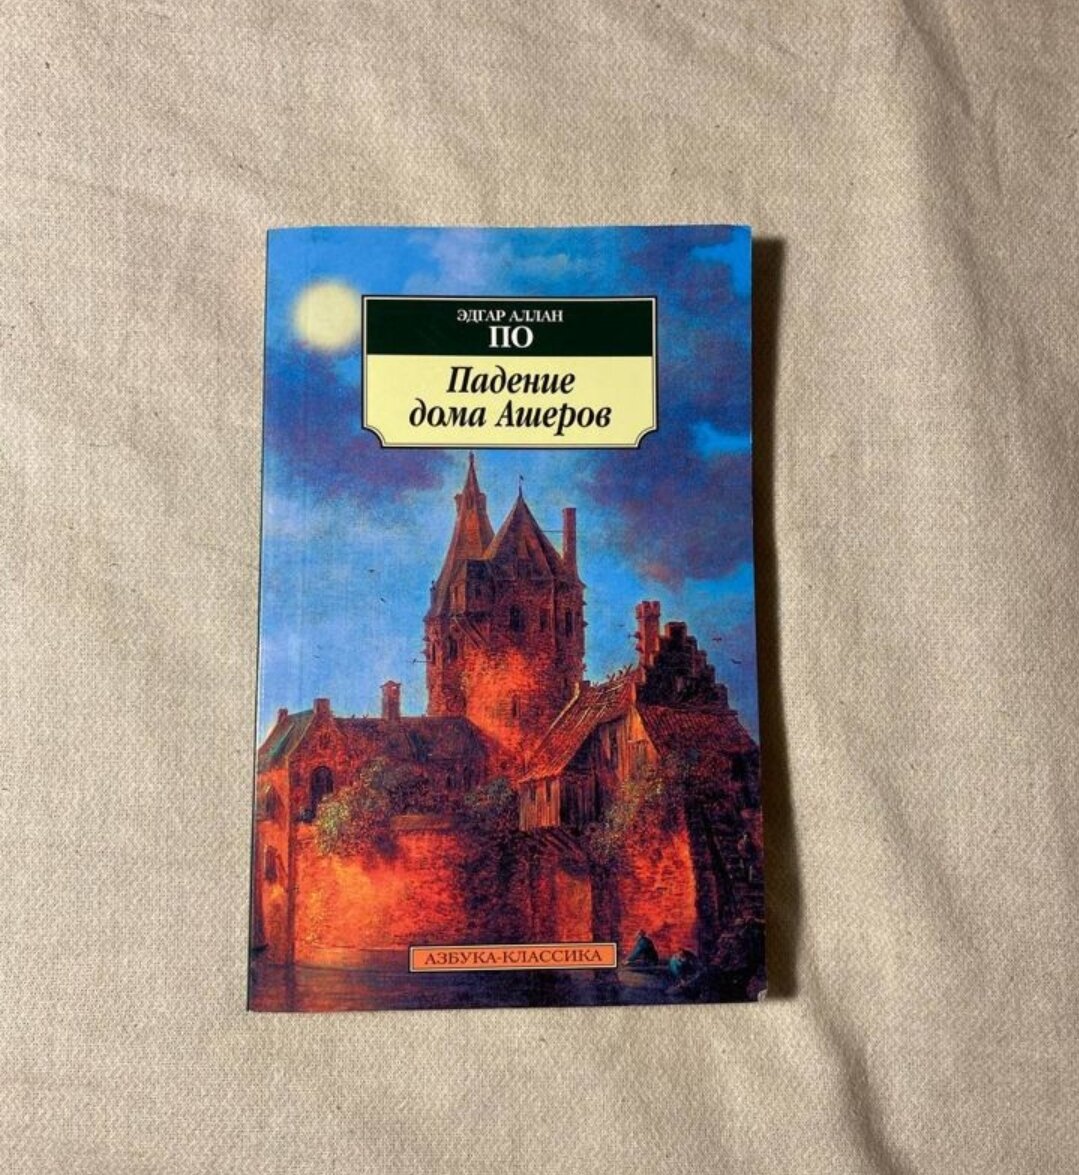 ЭДГАР АЛЛАН
ПО
Падение
дома Ашеров
АЗБУКА-КЛАССИКА